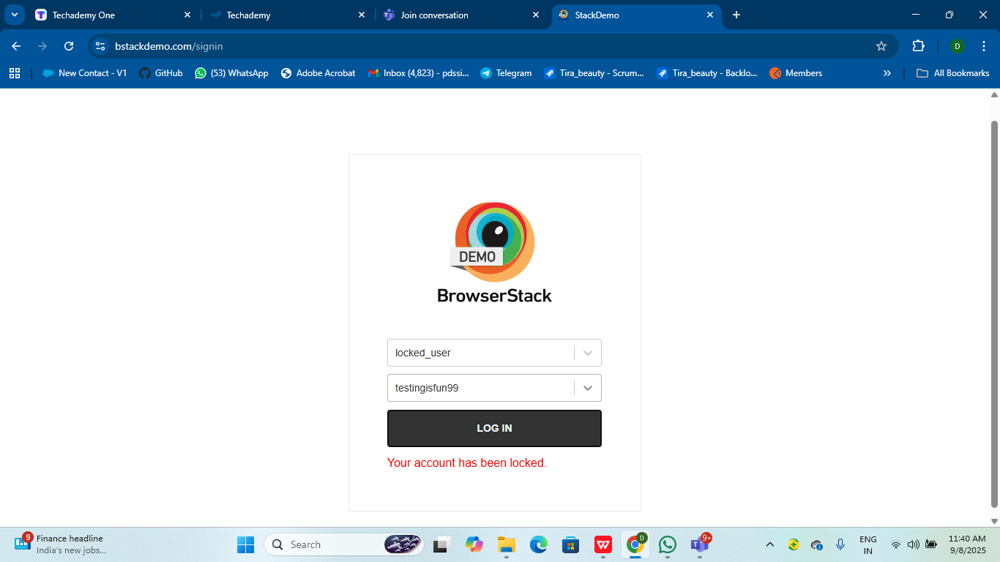 Techademy One
Techademy
Join conversation
StackDemo
bstackdemo.com/signin
D
New Contact - V1
GitHub
(53) WhatsApp
Adobe Acrobat
Inbox (4,823) - pdssi...
Telegram
Tira_beauty - Scrum...
Tira_beauty - Backlo...
Members
»
All Bookmarks
DEMO
BrowserStack
locked_user
testingisfun99
LOG IN
Your account has been locked.
9
Finance headline
India's new jobs...
Search
D
9+
ENG
IN
11:40 AM
9/8/2025